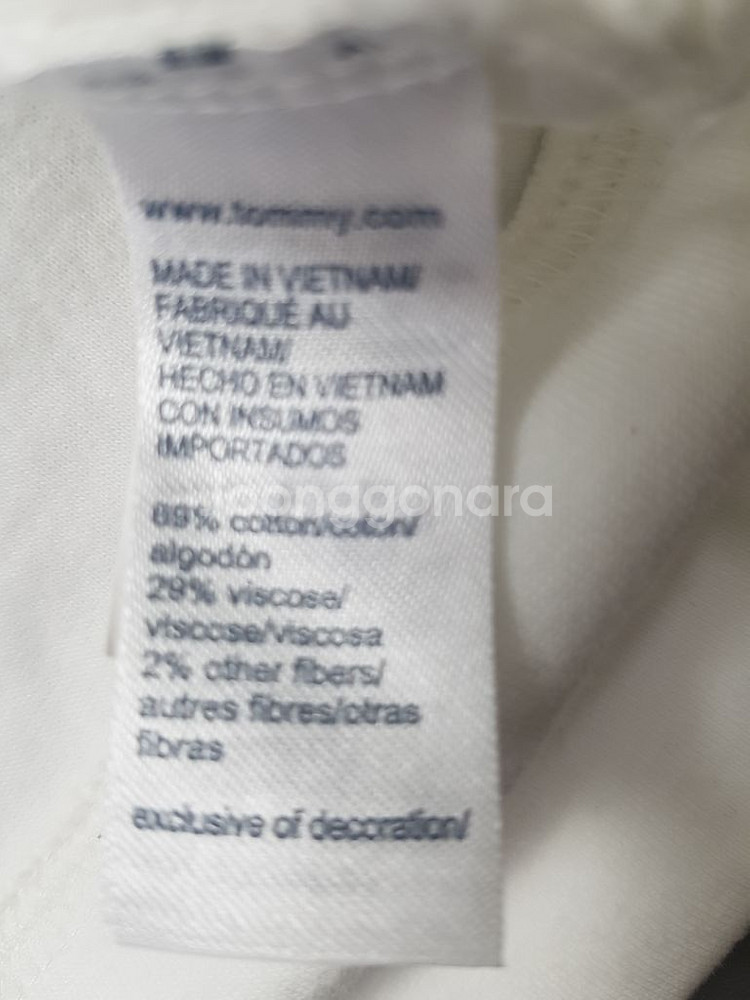 www.tommy.com
MADE IN VIETNAM/
FABRIQUÉ AU
VIETNAM/
HECHO EN VIETNAM
CON INSUMOS
IMPORTADOS
69% cotton/coton/
algodón
29% viscose/
viscose/viscosa
2% other fibers/
autres fibres/otras
fibras
exclusive of decoration/